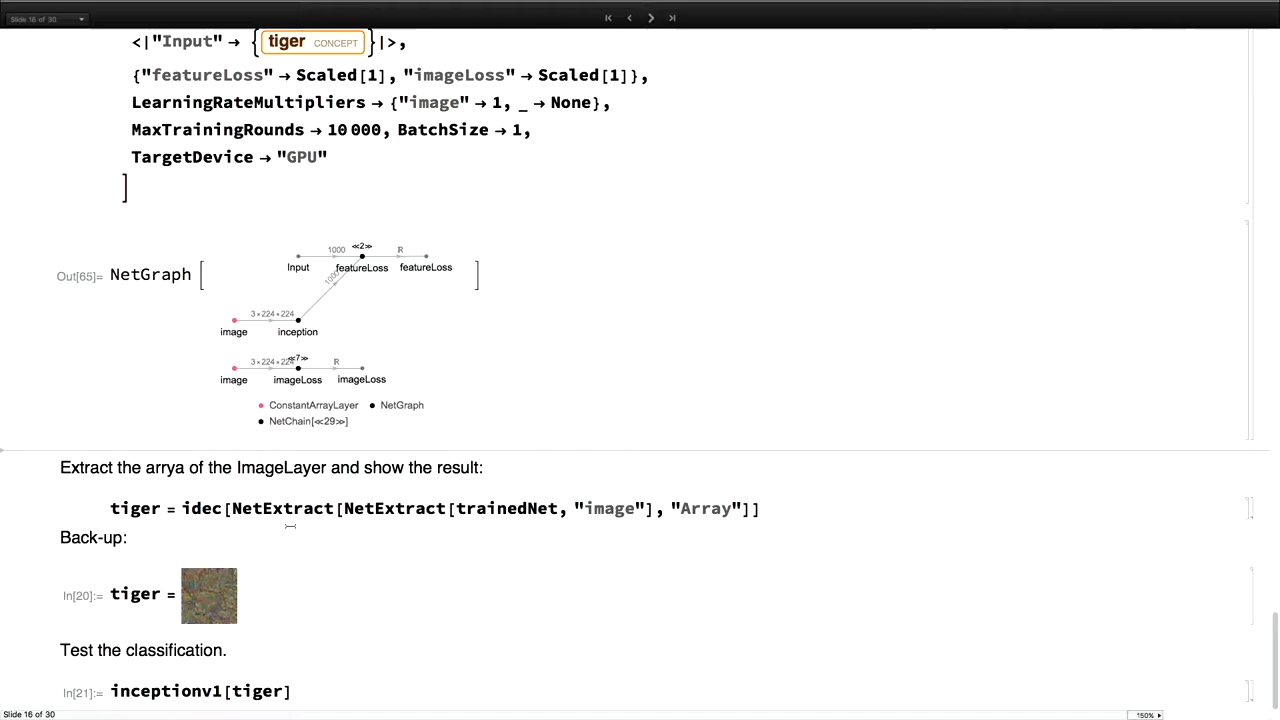 Slide 16 of 30
<|"Input" → {tiger CONCEPT}|>,
{"featureLoss" → Scaled[1], "imageLoss" → Scaled[1]},
LearningRateMultipliers → {"image" → 1, _ → None},
MaxTrainingRounds → 10 000, BatchSize → 1,
TargetDevice → "GPU"
]
1000 ≪2≫ ℝ
Input featureLoss featureLoss
Out[65]= NetGraph [ ]
1000
3×224×224
image inception
3×224×224 ≪7≫ ℝ
image imageLoss imageLoss
ConstantArrayLayer NetGraph
NetChain[≪29≫]
Extract the arrya of the ImageLayer and show the result:
tiger = idec[NetExtract[NetExtract[trainedNet, "image"], "Array"]]
Back-up:
In[20]:= tiger =
Test the classification.
In[21]:= inceptionv1[tiger]
Slide 16 of 30 150%